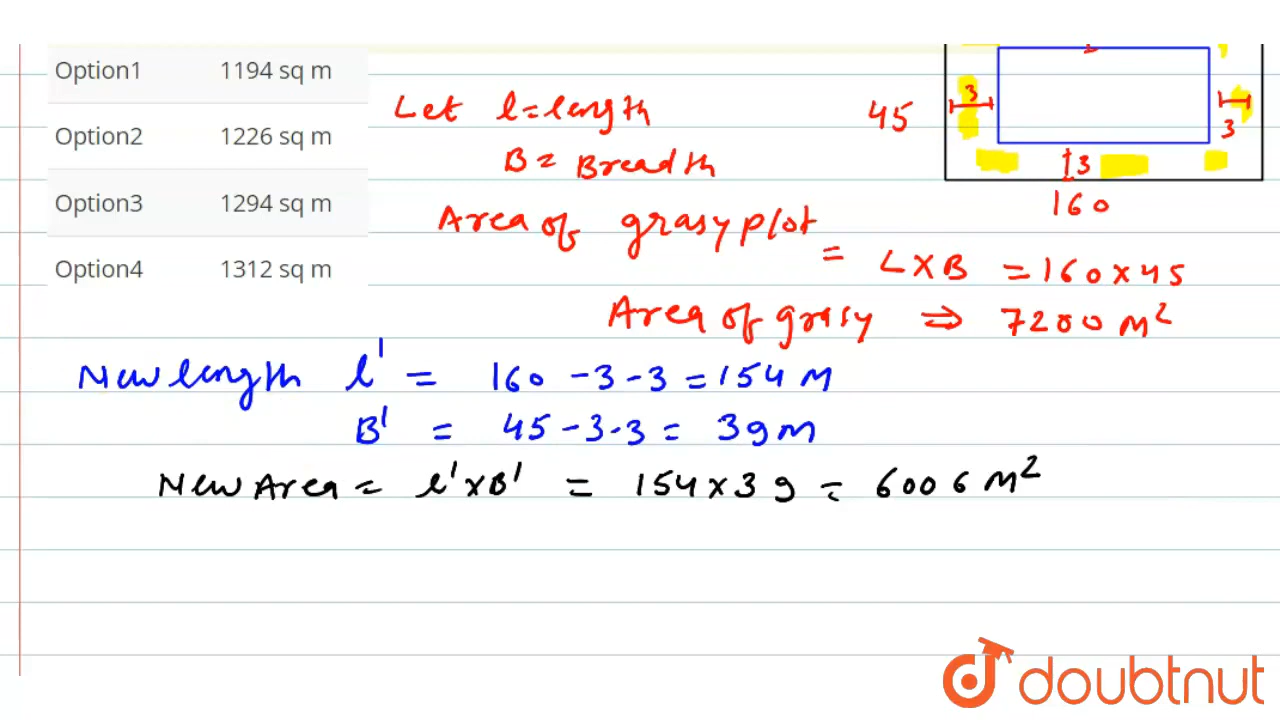 Option1 1194 sq m
Option2 1226 sq m
Option3 1294 sq m
Option4 1312 sq m
3
45
3
3
160
Let l = length
B = Breadth
Area of grasy plot
= L X B = 160 x 45
Area of grasy ⇒ 7200 m²
New length l' = 160 - 3 - 3 = 154 m
B' = 45 - 3 - 3 = 39 m
New Area = l' x B' = 154 x 39 = 6006 m²
doubtnut